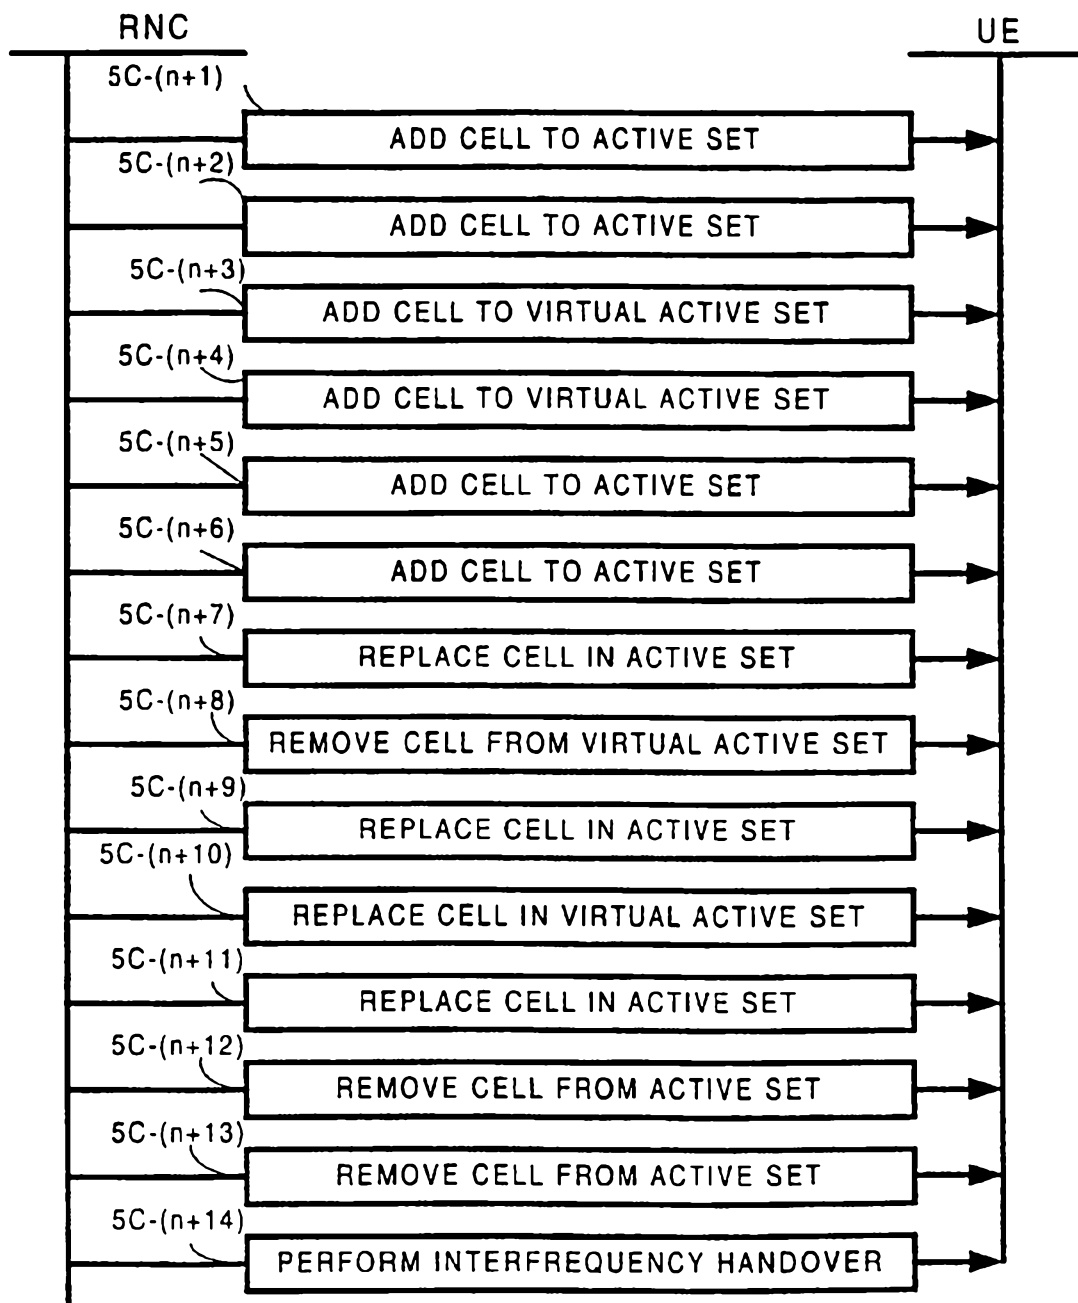 RNC
UE
5C-(n+1)
ADD CELL TO ACTIVE SET
5C-(n+2)
ADD CELL TO ACTIVE SET
5C-(n+3)
ADD CELL TO VIRTUAL ACTIVE SET
5C-(n+4)
ADD CELL TO VIRTUAL ACTIVE SET
5C-(n+5)
ADD CELL TO ACTIVE SET
5C-(n+6)
ADD CELL TO ACTIVE SET
5C-(n+7)
REPLACE CELL IN ACTIVE SET
5C-(n+8)
REMOVE CELL FROM VIRTUAL ACTIVE SET
5C-(n+9)
REPLACE CELL IN ACTIVE SET
5C-(n+10)
REPLACE CELL IN VIRTUAL ACTIVE SET
5C-(n+11)
REPLACE CELL IN ACTIVE SET
5C-(n+12)
REMOVE CELL FROM ACTIVE SET
5C-(n+13)
REMOVE CELL FROM ACTIVE SET
5C-(n+14)
PERFORM INTERFREQUENCY HANDOVER